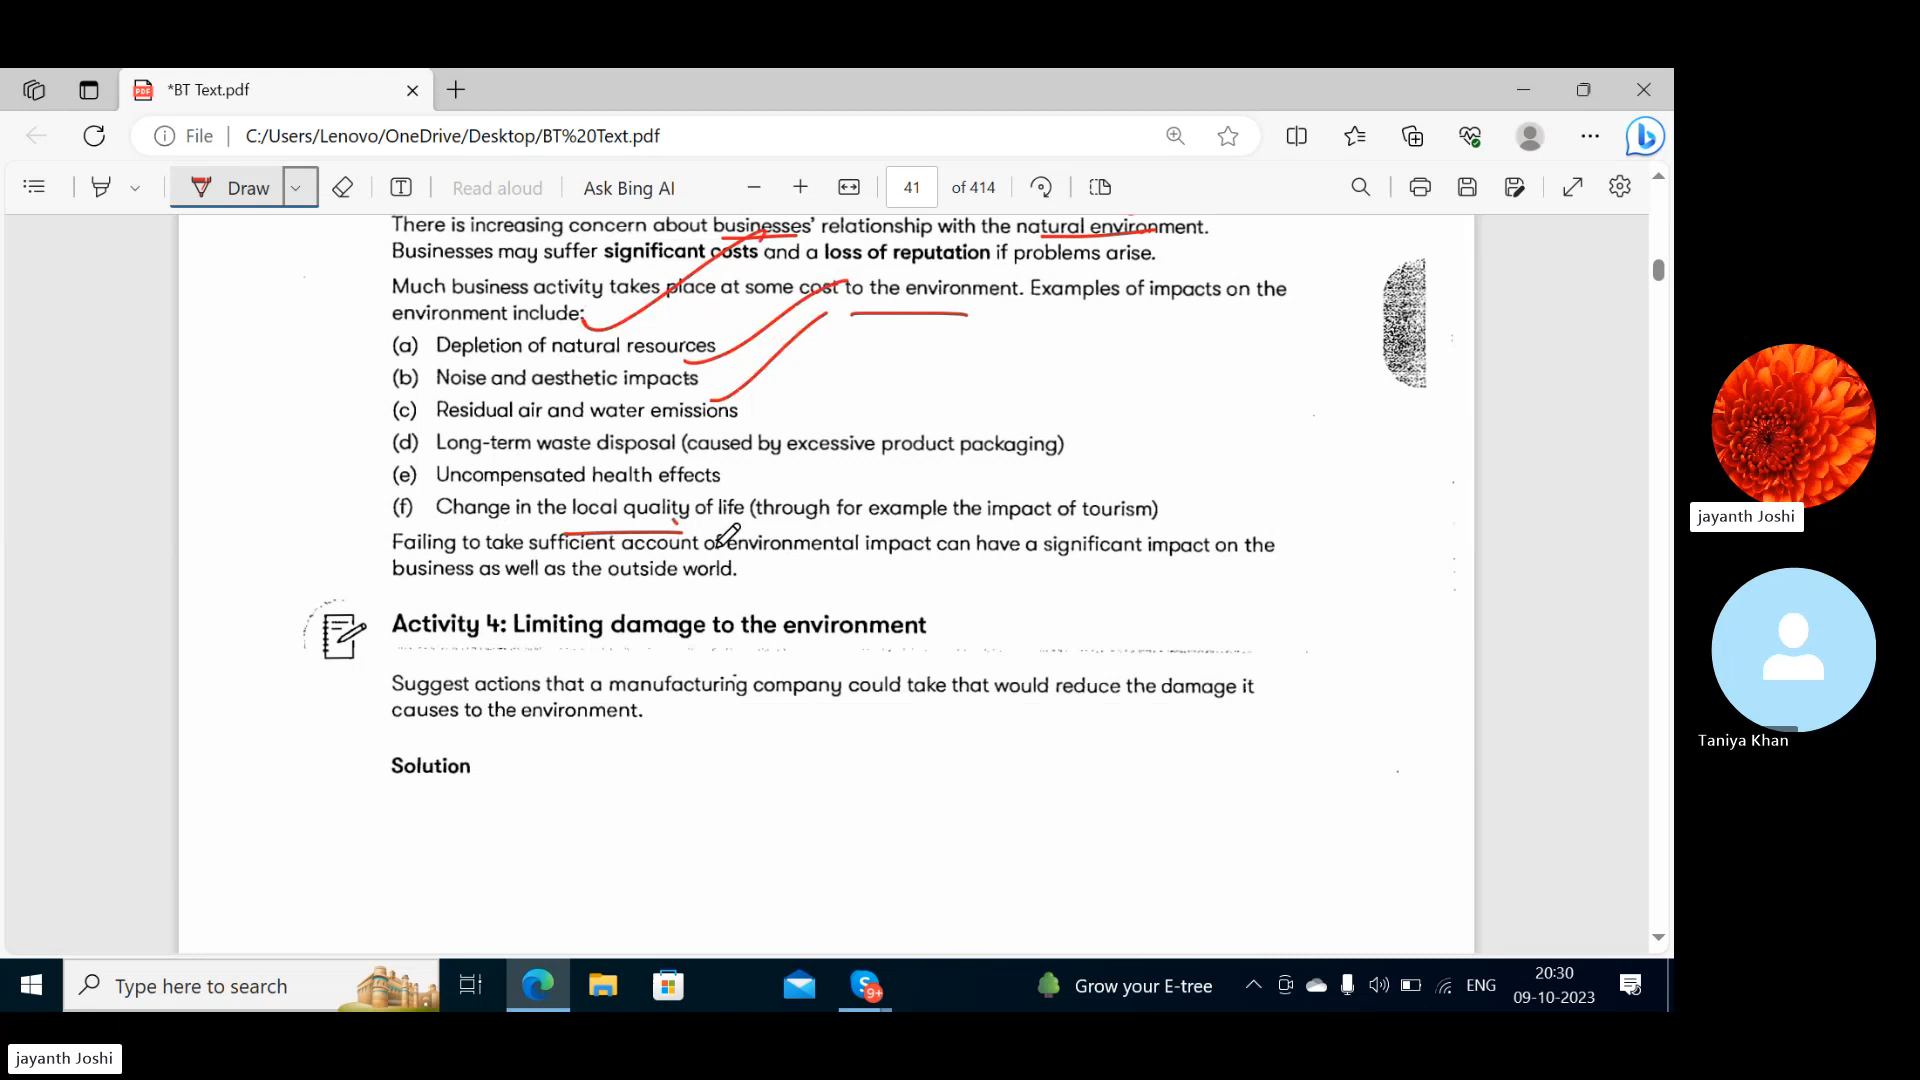 *BT Text.pdf
File
C:/Users/Lenovo/OneDrive/Desktop/BT%20Text.pdf
Draw
Read aloud
Ask Bing AI
41
of 414
There is increasing concern about businesses' relationship with the natural environment.
Businesses may suffer significant costs and a loss of reputation if problems arise.
Much business activity takes place at some cost to the environment. Examples of impacts on the
environment include:
(a) Depletion of natural resources
(b) Noise and aesthetic impacts
(c) Residual air and water emissions
(d) Long-term waste disposal (caused by excessive product packaging)
(e) Uncompensated health effects
(f) Change in the local quality of life (through for example the impact of tourism)
Failing to take sufficient account of environmental impact can have a significant impact on the
business as well as the outside world.
Activity 4: Limiting damage to the environment
Suggest actions that a manufacturing company could take that would reduce the damage it
causes to the environment.
Solution
jayanth Joshi
Taniya Khan
Type here to search
9+
Grow your E-tree
ENG
20:30
09-10-2023
jayanth Joshi